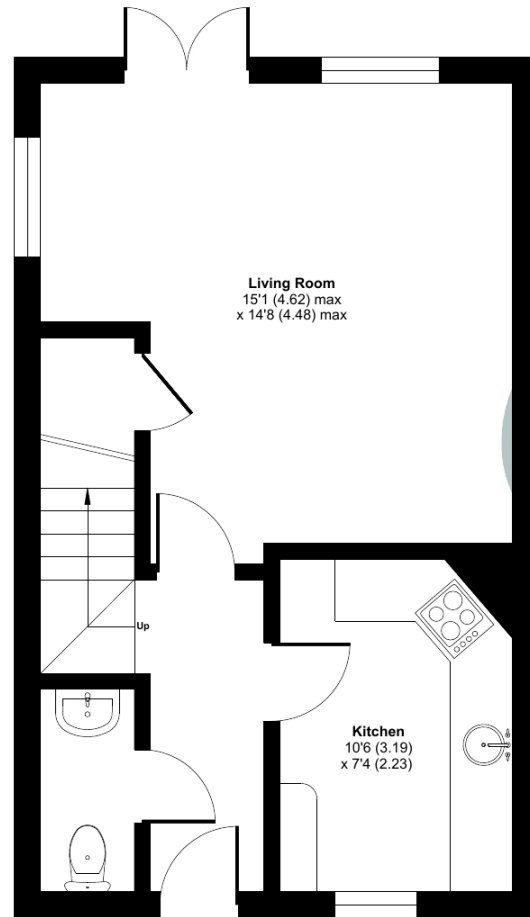 Living Room
15'1 (4.62) max
x 14'8 (4.48) max
Up
Kitchen
10'6 (3.19)
x 7'4 (2.23)